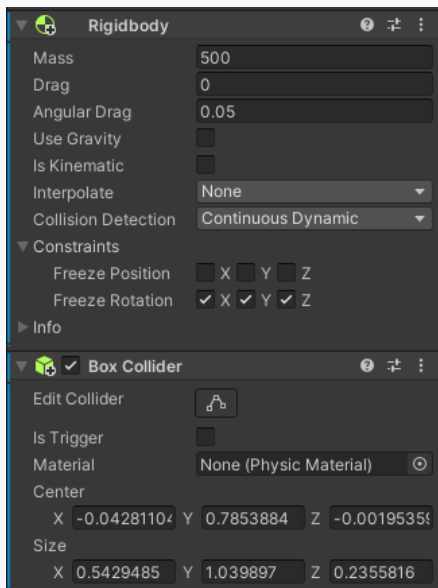 Rigidbody
Mass 500
Drag 0
Angular Drag 0.05
Use Gravity
Is Kinematic
Interpolate None
Collision Detection Continuous Dynamic
Constraints
Freeze Position X Y Z
Freeze Rotation X Y Z
Info
Box Collider
Edit Collider
Is Trigger
Material None (Physic Material)
Center
X -0.04281104 Y 0.7853884 Z -0.00195359
Size
X 0.5429485 Y 1.039897 Z 0.2355816